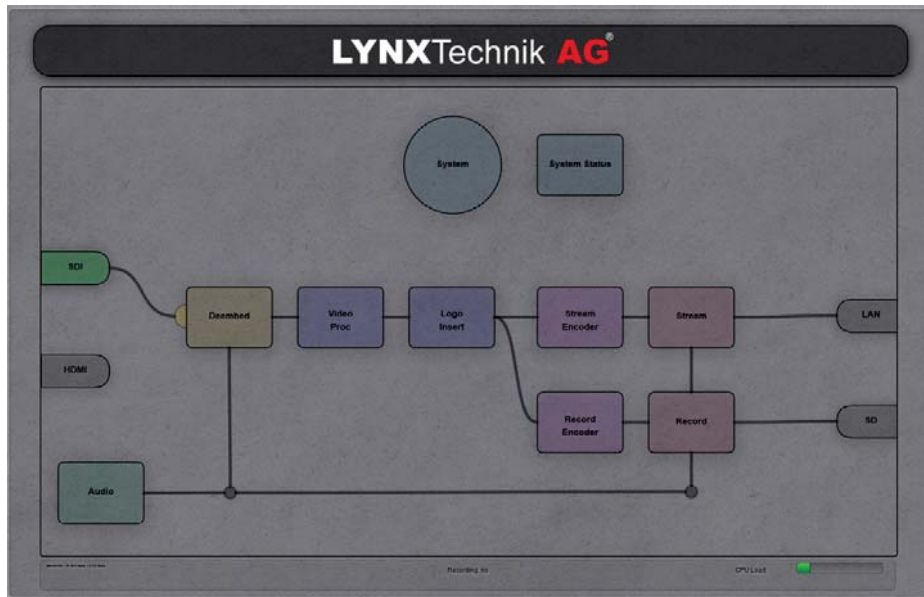 LYNXTechnik AG®
System
System Status
SDI
Deembed
Video
Proc
Logo
Insert
Stream
Encoder
Stream
LAN
HDMI
Record
Encoder
Record
SD
Audio
Recording: no
CPU Load